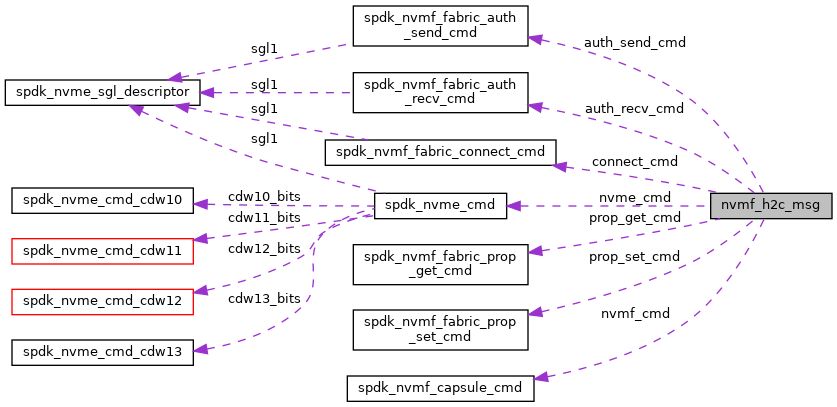 spdk_nvmf_fabric_auth
_send_cmd
auth_send_cmd
sgl1
spdk_nvme_sgl_descriptor
sgl1
spdk_nvmf_fabric_auth
_recv_cmd
auth_recv_cmd
sgl1
spdk_nvmf_fabric_connect_cmd
connect_cmd
sgl1
spdk_nvme_cmd_cdw10
cdw10_bits
spdk_nvme_cmd
nvme_cmd
nvmf_h2c_msg
cdw11_bits
prop_get_cmd
spdk_nvme_cmd_cdw11
cdw12_bits
spdk_nvmf_fabric_prop
_get_cmd
prop_set_cmd
spdk_nvme_cmd_cdw12
cdw13_bits
spdk_nvmf_fabric_prop
_set_cmd
nvmf_cmd
spdk_nvme_cmd_cdw13
spdk_nvmf_capsule_cmd